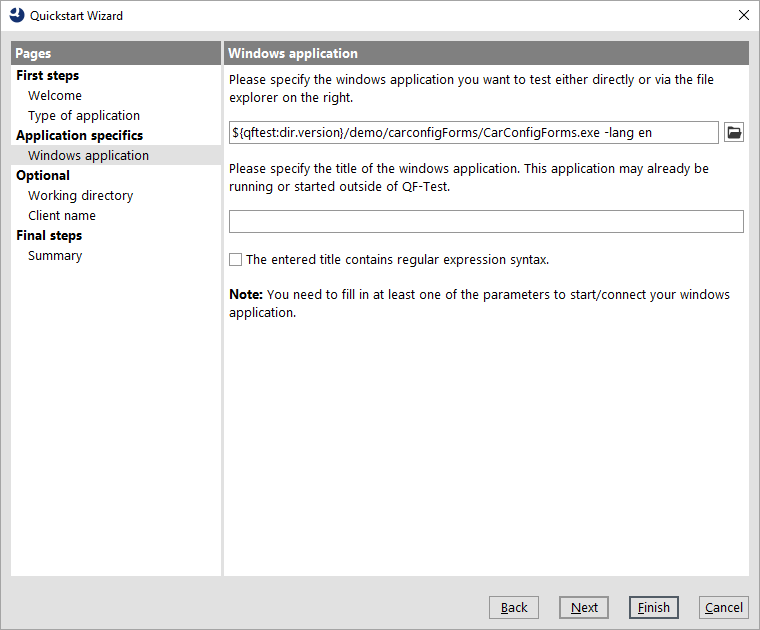 Quickstart Wizard
Pages
First steps
Welcome
Type of application
Application specifics
Windows application
Optional
Working directory
Client name
Final steps
Summary
Windows application
Please specify the windows application you want to test either directly or via the file
explorer on the right.
${qftest:dir.version}/demo/carconfigForms/CarConfigForms.exe -lang en
Please specify the title of the windows application. This application may already be
running or started outside of QF-Test.
The entered title contains regular expression syntax.
Note: You need to fill in at least one of the parameters to start/connect your windows
application.
Back
Next
Finish
Cancel